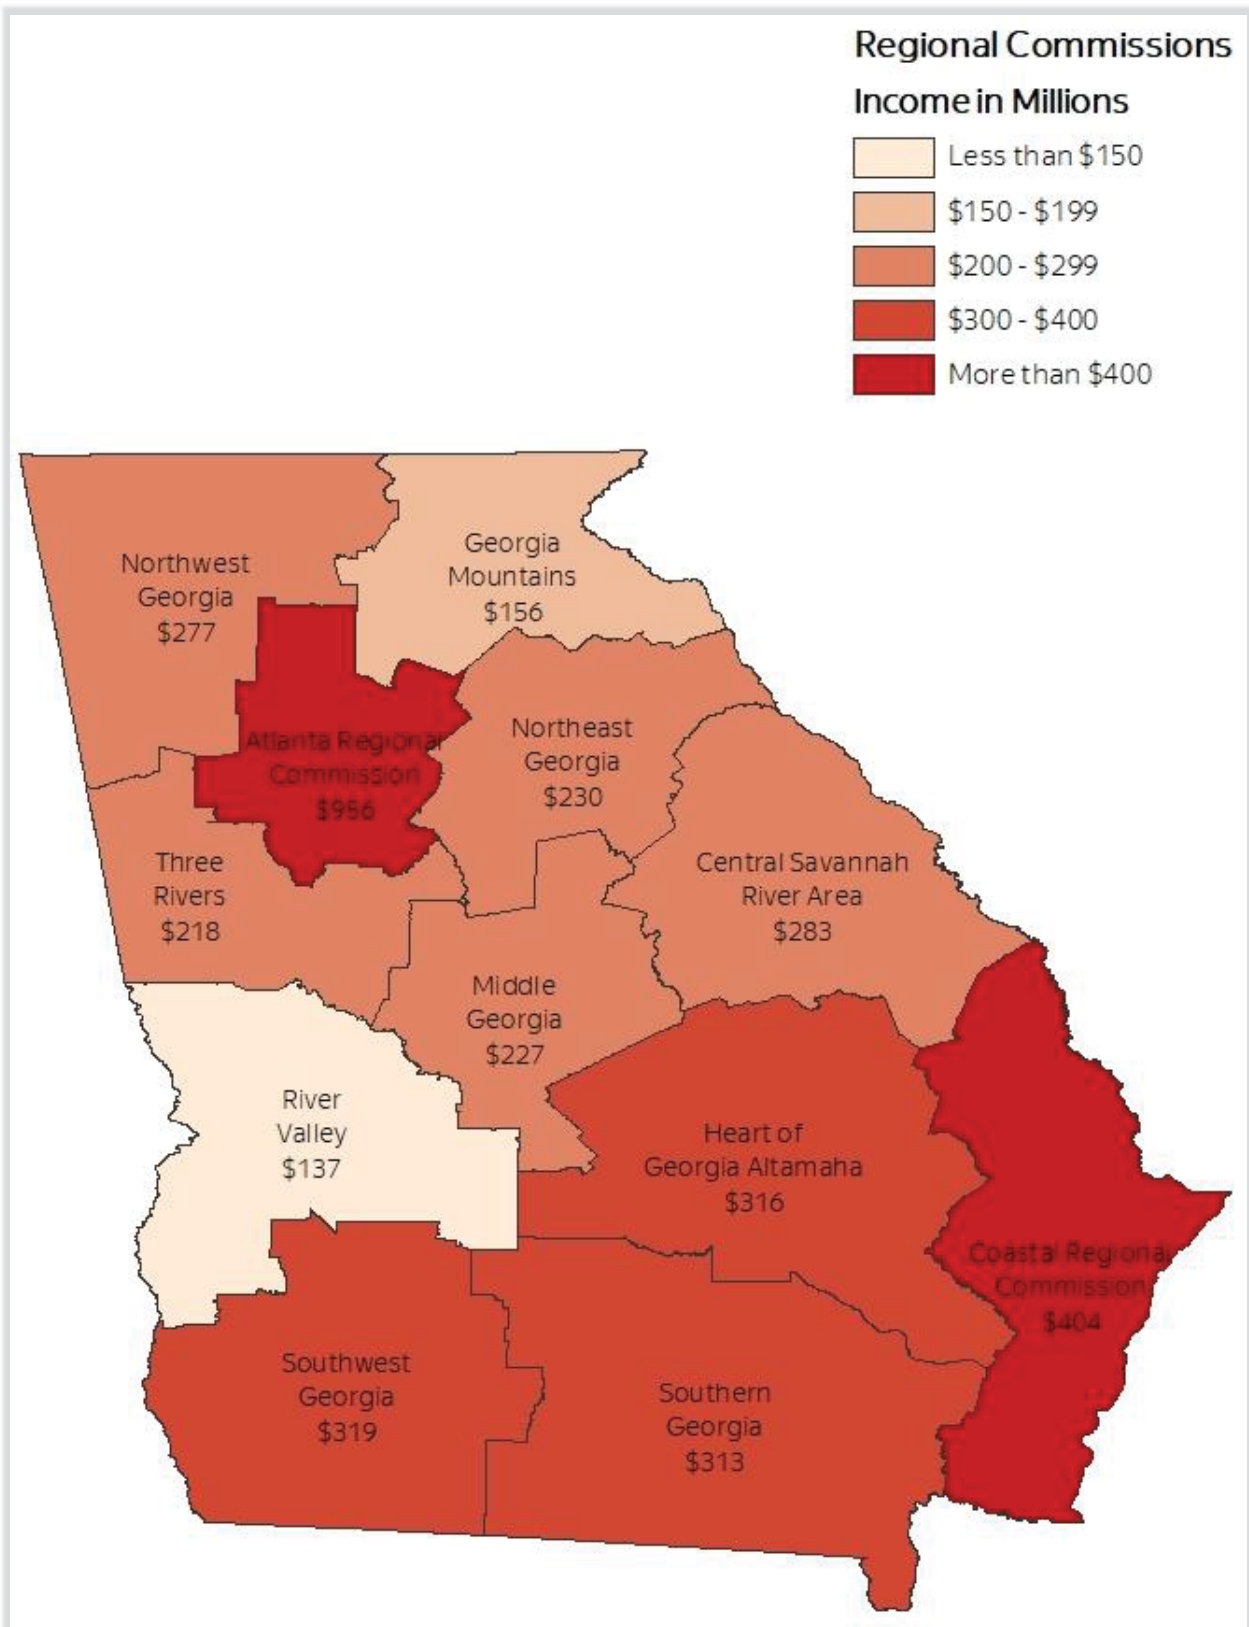 Regional Commissions
Income in Millions
Less than $150
$150 - $199
$200 - $299
$300 - $400
More than $400
Georgia
Mountains
$156
Northwest
Georgia
$277
Northeast
Georgia
$230
Atlanta Regional
Commission
$956
Three
Rivers
$218
Central Savannah
River Area
$283
Middle
Georgia
$227
River
Valley
$137
Heart of
Georgia Altamaha
$316
Coastal Regional
Commission
$404
Southwest
Georgia
$319
Southern
Georgia
$313